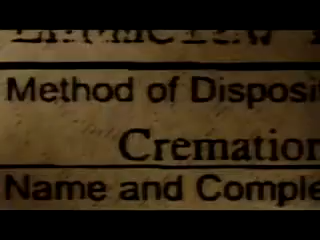 Method of Disposi
Cremation
Name and Comple